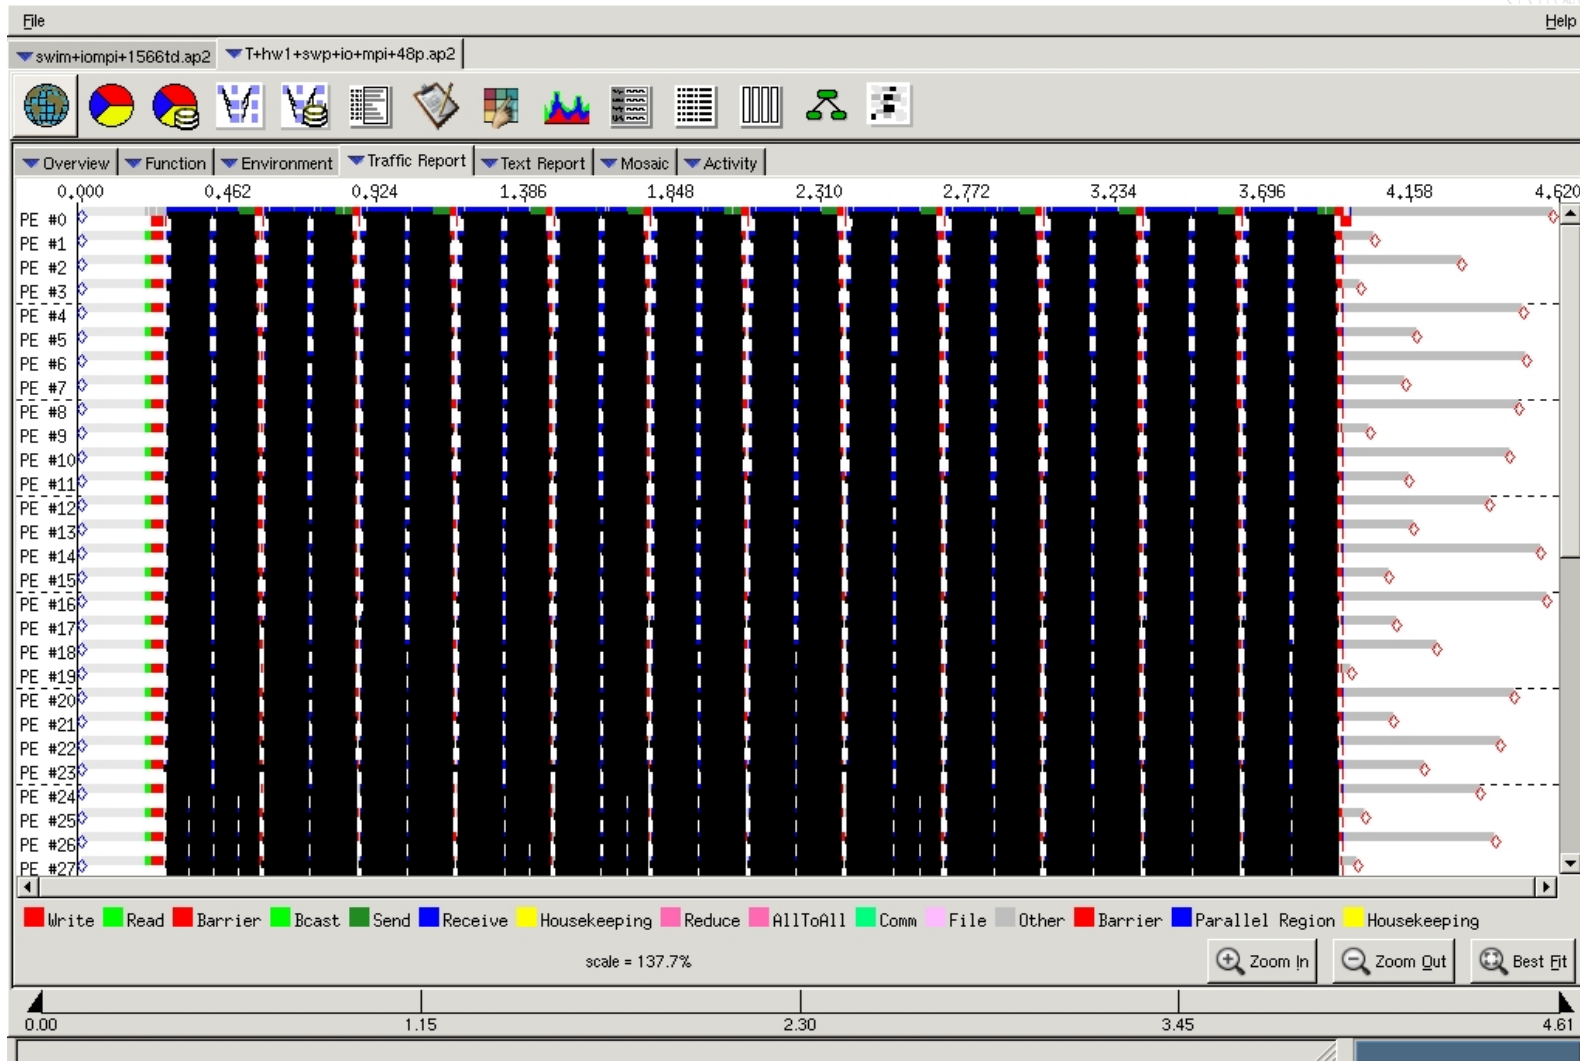 File Help
swim+iompi+1566td.ap2 T+hw1+swp+io+mpi+48p.ap2
Overview Function Environment Traffic Report Text Report Mosaic Activity
0.000 0.462 0.924 1.386 1.848 2.310 2.772 3.234 3.696 4.158 4.620
PE #0
PE #1
PE #2
PE #3
PE #4
PE #5
PE #6
PE #7
PE #8
PE #9
PE #10
PE #11
PE #12
PE #13
PE #14
PE #15
PE #16
PE #17
PE #18
PE #19
PE #20
PE #21
PE #22
PE #23
PE #24
PE #25
PE #26
PE #27
Write Read Barrier Bcast Send Receive Housekeeping Reduce AllToAll Comm File Other Barrier Parallel Region Housekeeping
scale = 137.7% Zoom In Zoom Out Best Fit
0.00 1.15 2.30 3.45 4.61